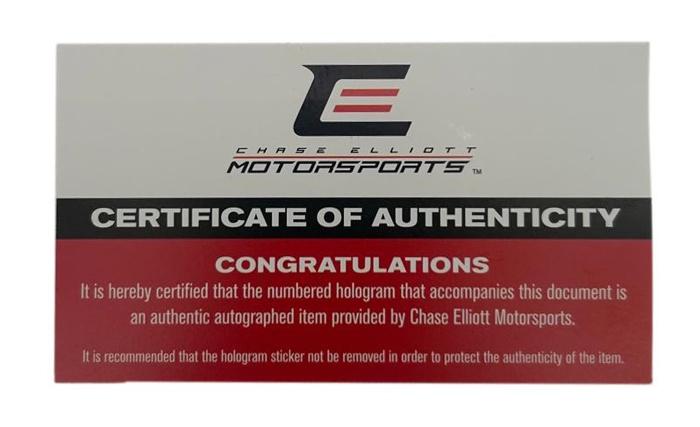 CHASE ELLIOTT
MOTORSPORTS ™
CERTIFICATE OF AUTHENTICITY
CONGRATULATIONS
It is hereby certified that the numbered hologram that accompanies this document is
an authentic autographed item provided by Chase Elliott Motorsports.
It is recommended that the hologram sticker not be removed in order to protect the authenticity of the item.